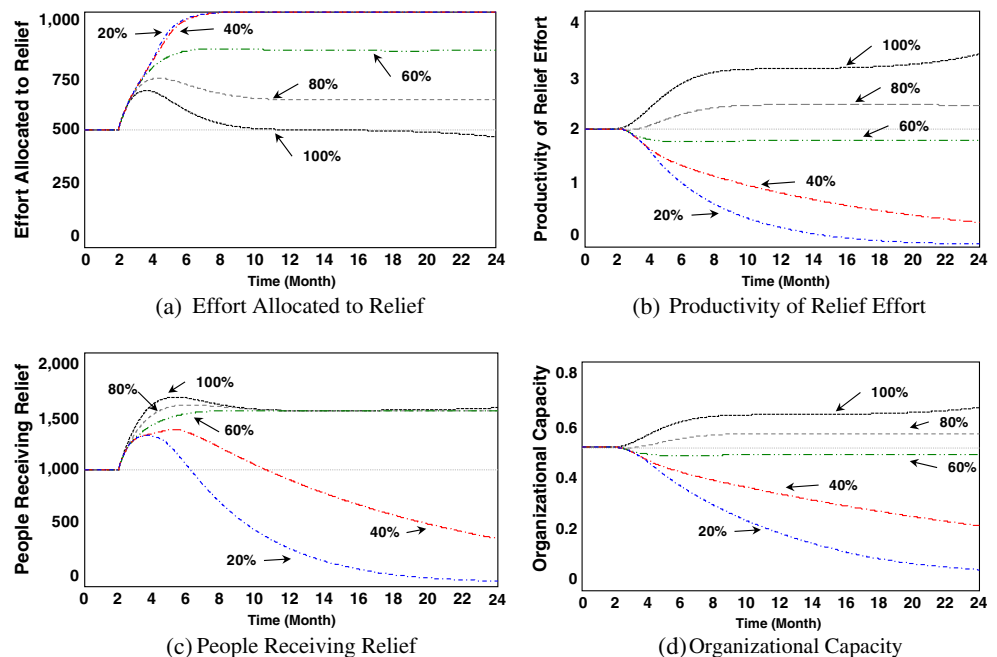 Effort Allocated to Relief
1,000
750
500
250
0
20%
40%
60%
80%
100%
0 2 4 6 8 10 12 14 16 18 20 22 24
Time (Month)
(a) Effort Allocated to Relief
Productivity of Relief Effort
4
3
2
1
0
100%
80%
60%
40%
20%
0 2 4 6 8 10 12 14 16 18 20 22 24
Time (Month)
(b) Productivity of Relief Effort
People Receiving Relief
2,000
1,500
1,000
500
0
80%
100%
60%
40%
20%
0 2 4 6 8 10 12 14 16 18 20 22 24
Time (Month)
(c) People Receiving Relief
Organizational Capacity
0.8
0.6
0.4
0.2
0
100%
80%
60%
40%
20%
0 2 4 6 8 10 12 14 16 18 20 22 24
Time (Month)
(d) Organizational Capacity